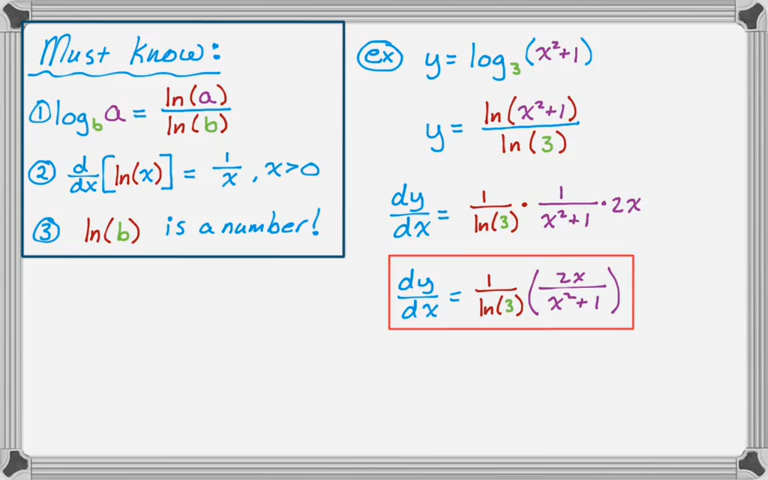 Must Know:
① log_b a = ln(a)/ln(b)
② d/dx [ln(x)] = 1/x , x>0
③ ln(b) is a number!
ex y = log_3 (x²+1)
y = ln(x²+1)/ln(3)
dy/dx = 1/ln(3) · 1/(x²+1) · 2x
dy/dx = 1/ln(3) (2x/(x²+1))